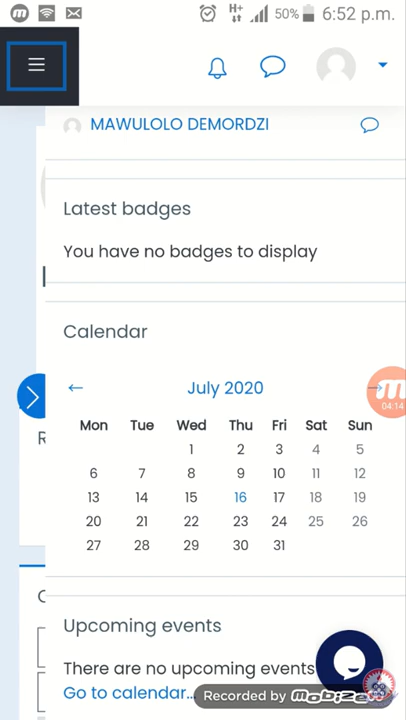 H+ 50% 6:52 p.m.
MAWULOLO DEMORDZI
Latest badges
You have no badges to display
Calendar
← July 2020 →
04:14
Mon Tue Wed Thu Fri Sat Sun
1 2 3 4 5
6 7 8 9 10 11 12
13 14 15 16 17 18 19
20 21 22 23 24 25 26
27 28 29 30 31
Upcoming events
There are no upcoming events
Go to calendar...
Recorded by mobizen